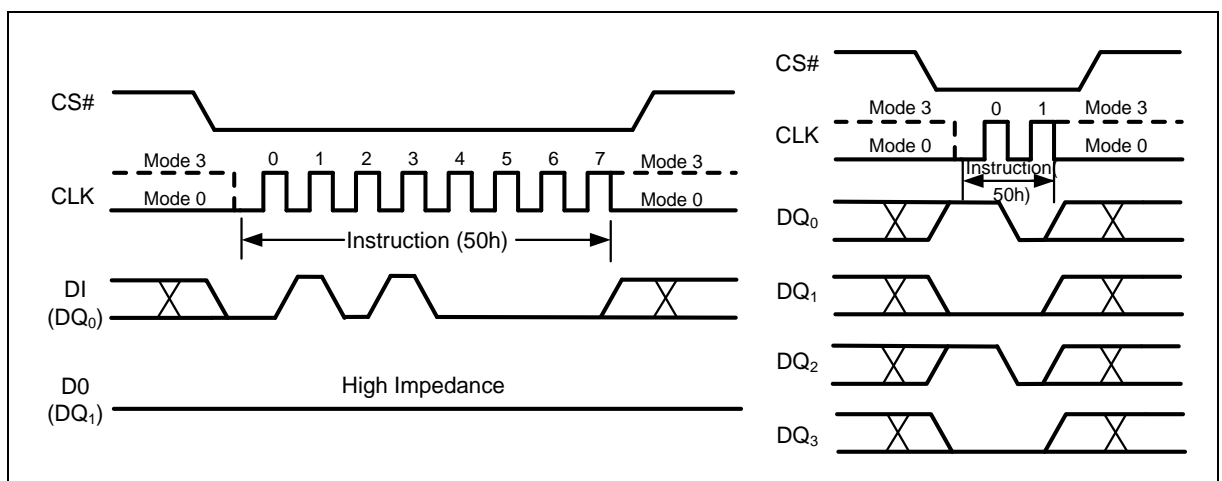 CS#
Mode 3
0 1 2 3 4 5 6 7
Mode 3
CLK
Mode 0
Mode 0
Instruction (50h)
DI
(DQ0)
D0
(DQ1)
High Impedance
CS#
Mode 3
0 1
Mode 3
CLK
Mode 0
Mode 0
Instruction(
50h)
DQ0
DQ1
DQ2
DQ3